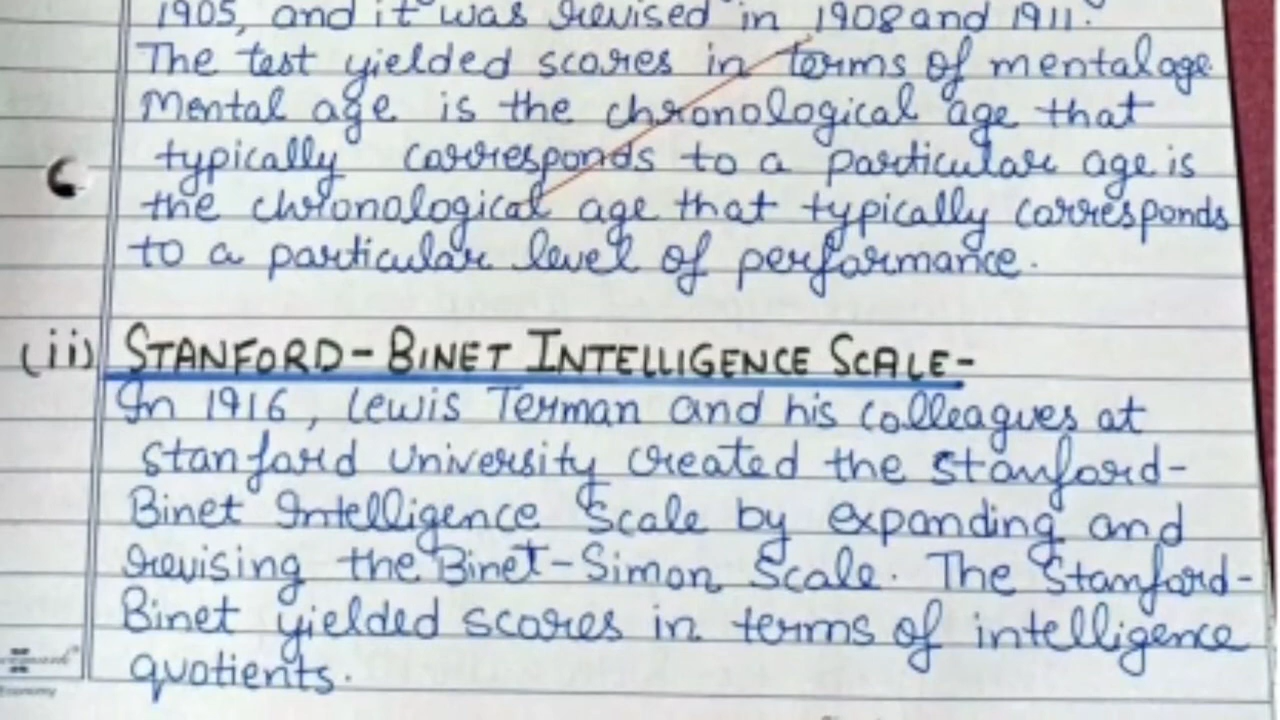 1905, and it was revised in 1908 and 1911.
The test yielded scores in terms of mental age.
Mental age is the chronological age that
typically corresponds to a particular age is
the chronological age that typically corresponds
to a particular level of performance.
(ii) STANFORD-BINET INTELLIGENCE SCALE-
In 1916, Lewis Terman and his colleagues at
Stanford University created the Stanford-
Binet Intelligence Scale by expanding and
revising the Binet-Simon Scale. The Stanford-
Binet yielded scores in terms of intelligence
quotients.
Economy